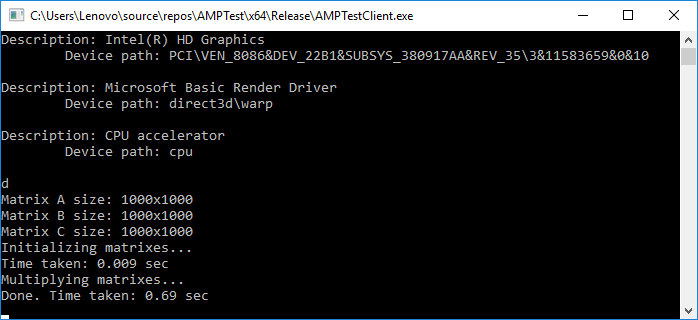 C:\Users\Lenovo\source\repos\AMPTest\x64\Release\AMPTestClient.exe
Description: Intel(R) HD Graphics
Device path: PCI\VEN_8086&DEV_22B1&SUBSYS_380917AA&REV_35\3&11583659&0&10
Description: Microsoft Basic Render Driver
Device path: direct3d\warp
Description: CPU accelerator
Device path: cpu
d
Matrix A size: 1000x1000
Matrix B size: 1000x1000
Matrix C size: 1000x1000
Initializing matrixes...
Time taken: 0.009 sec
Multiplying matrixes...
Done. Time taken: 0.69 sec